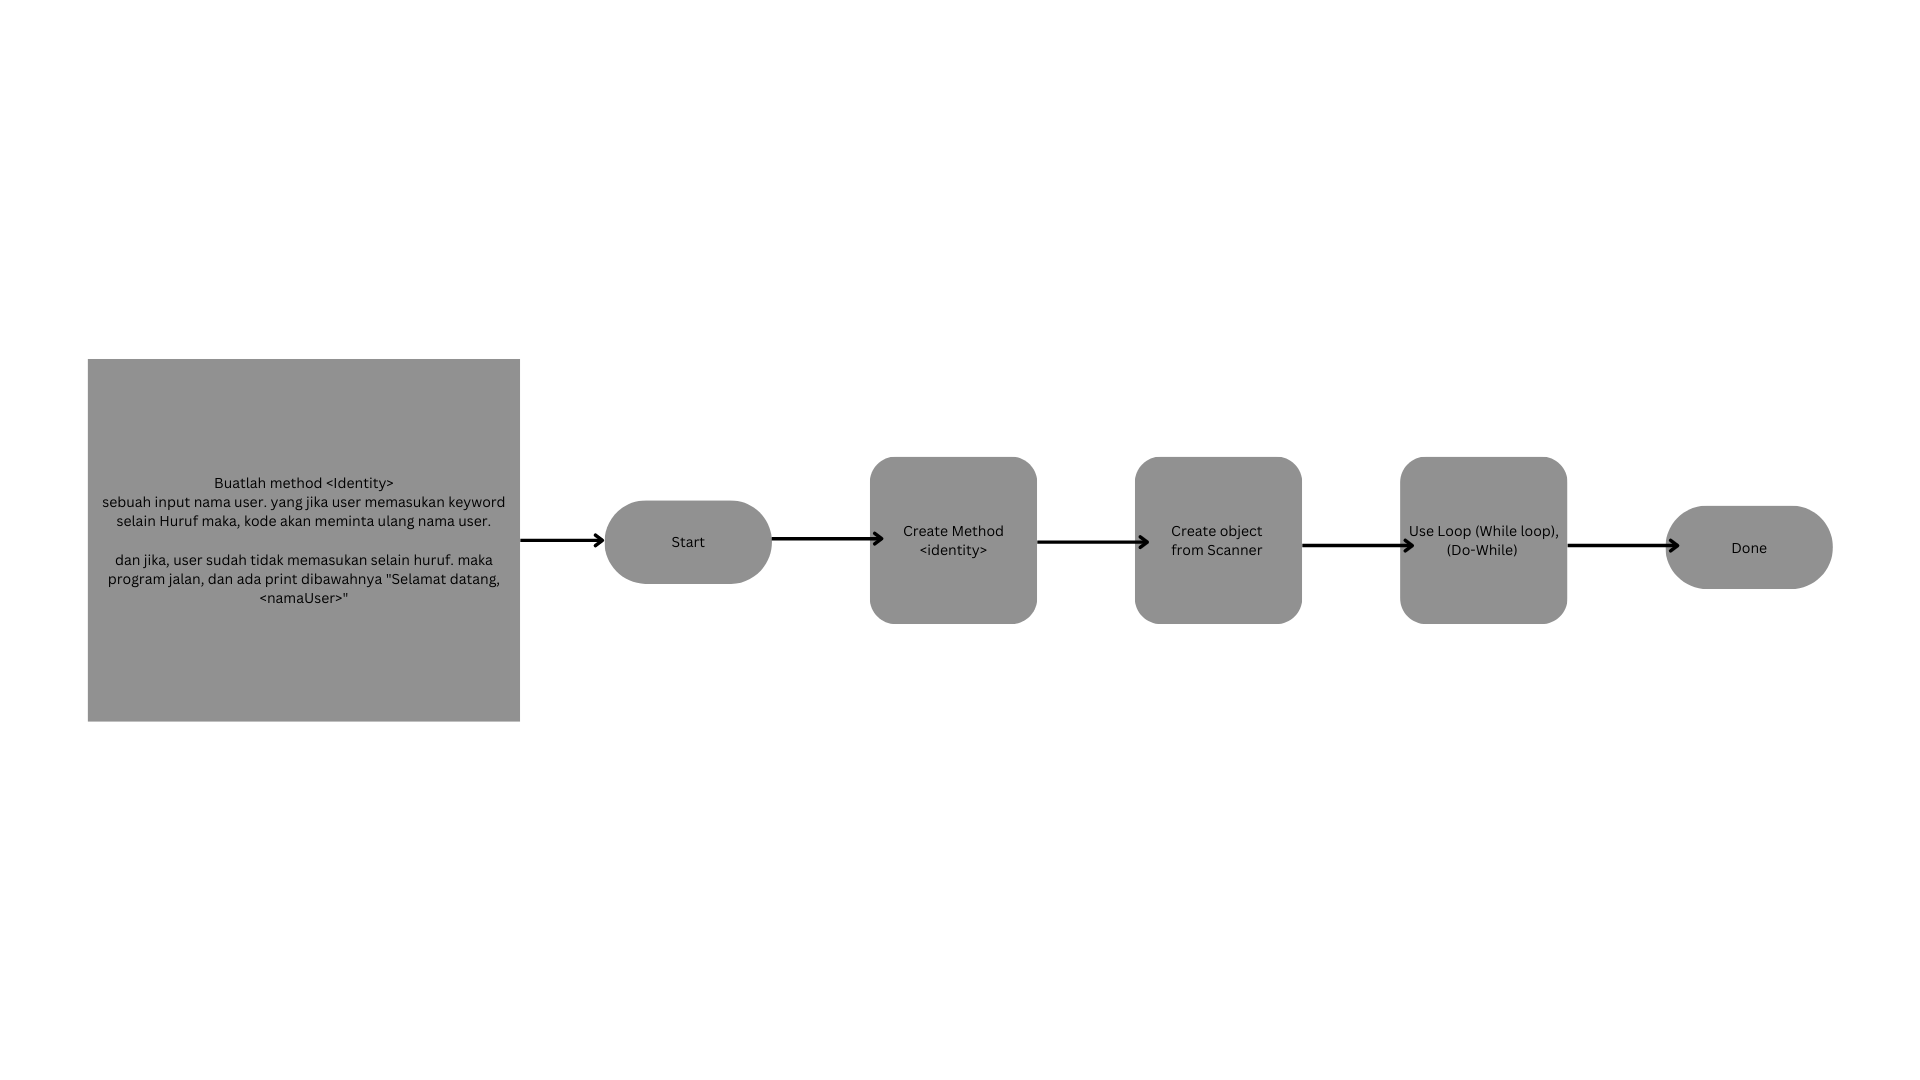 Buatlah method <Identity>
sebuah input nama user. yang jika user memasukan keyword
selain Huruf maka, kode akan meminta ulang nama user.
dan jika, user sudah tidak memasukan selain huruf. maka
program jalan, dan ada print dibawahnya "Selamat datang,
<namaUser>"
Start
Create Method
<identity>
Create object
from Scanner
Use Loop (While loop),
(Do-While)
Done